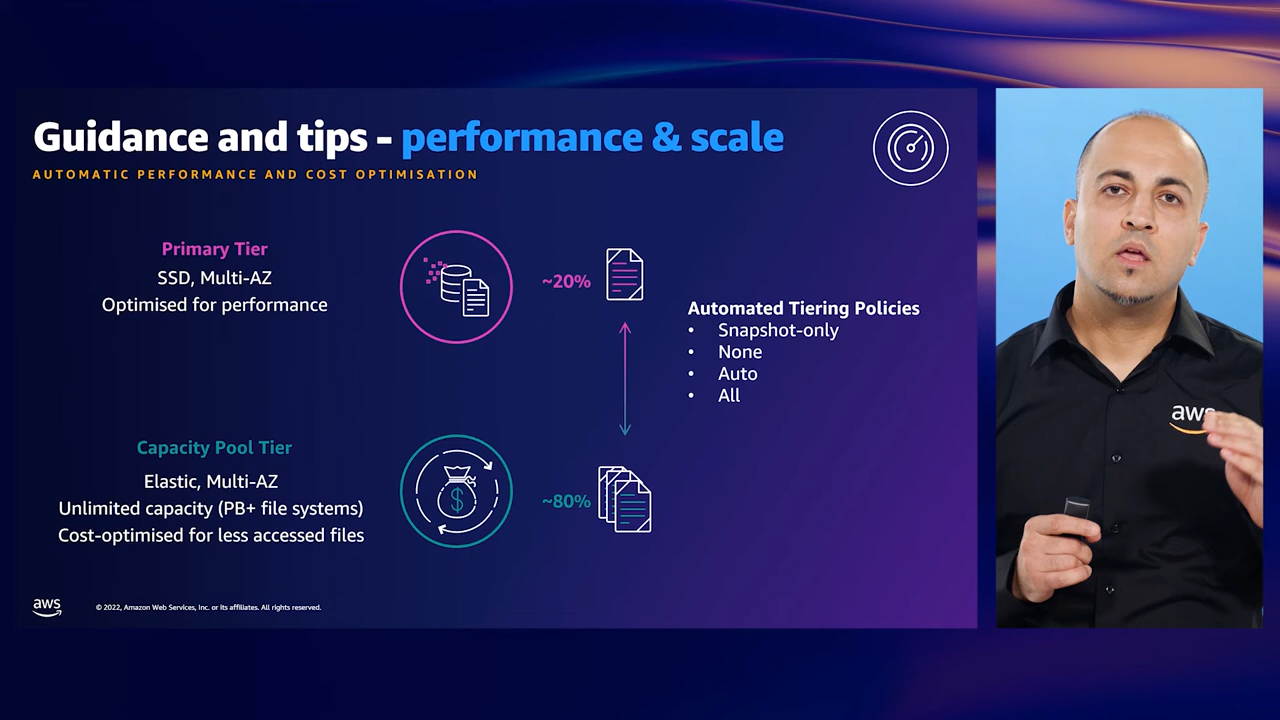 Guidance and tips - performance & scale
AUTOMATIC PERFORMANCE AND COST OPTIMISATION
Primary Tier
SSD, Multi-AZ
Optimised for performance
~20%
Automated Tiering Policies
• Snapshot-only
• None
• Auto
• All
Capacity Pool Tier
Elastic, Multi-AZ
Unlimited capacity (PB+ file systems)
Cost-optimised for less accessed files
$
~80%
aws
© 2022, Amazon Web Services, Inc. or its affiliates. All rights reserved.
aws